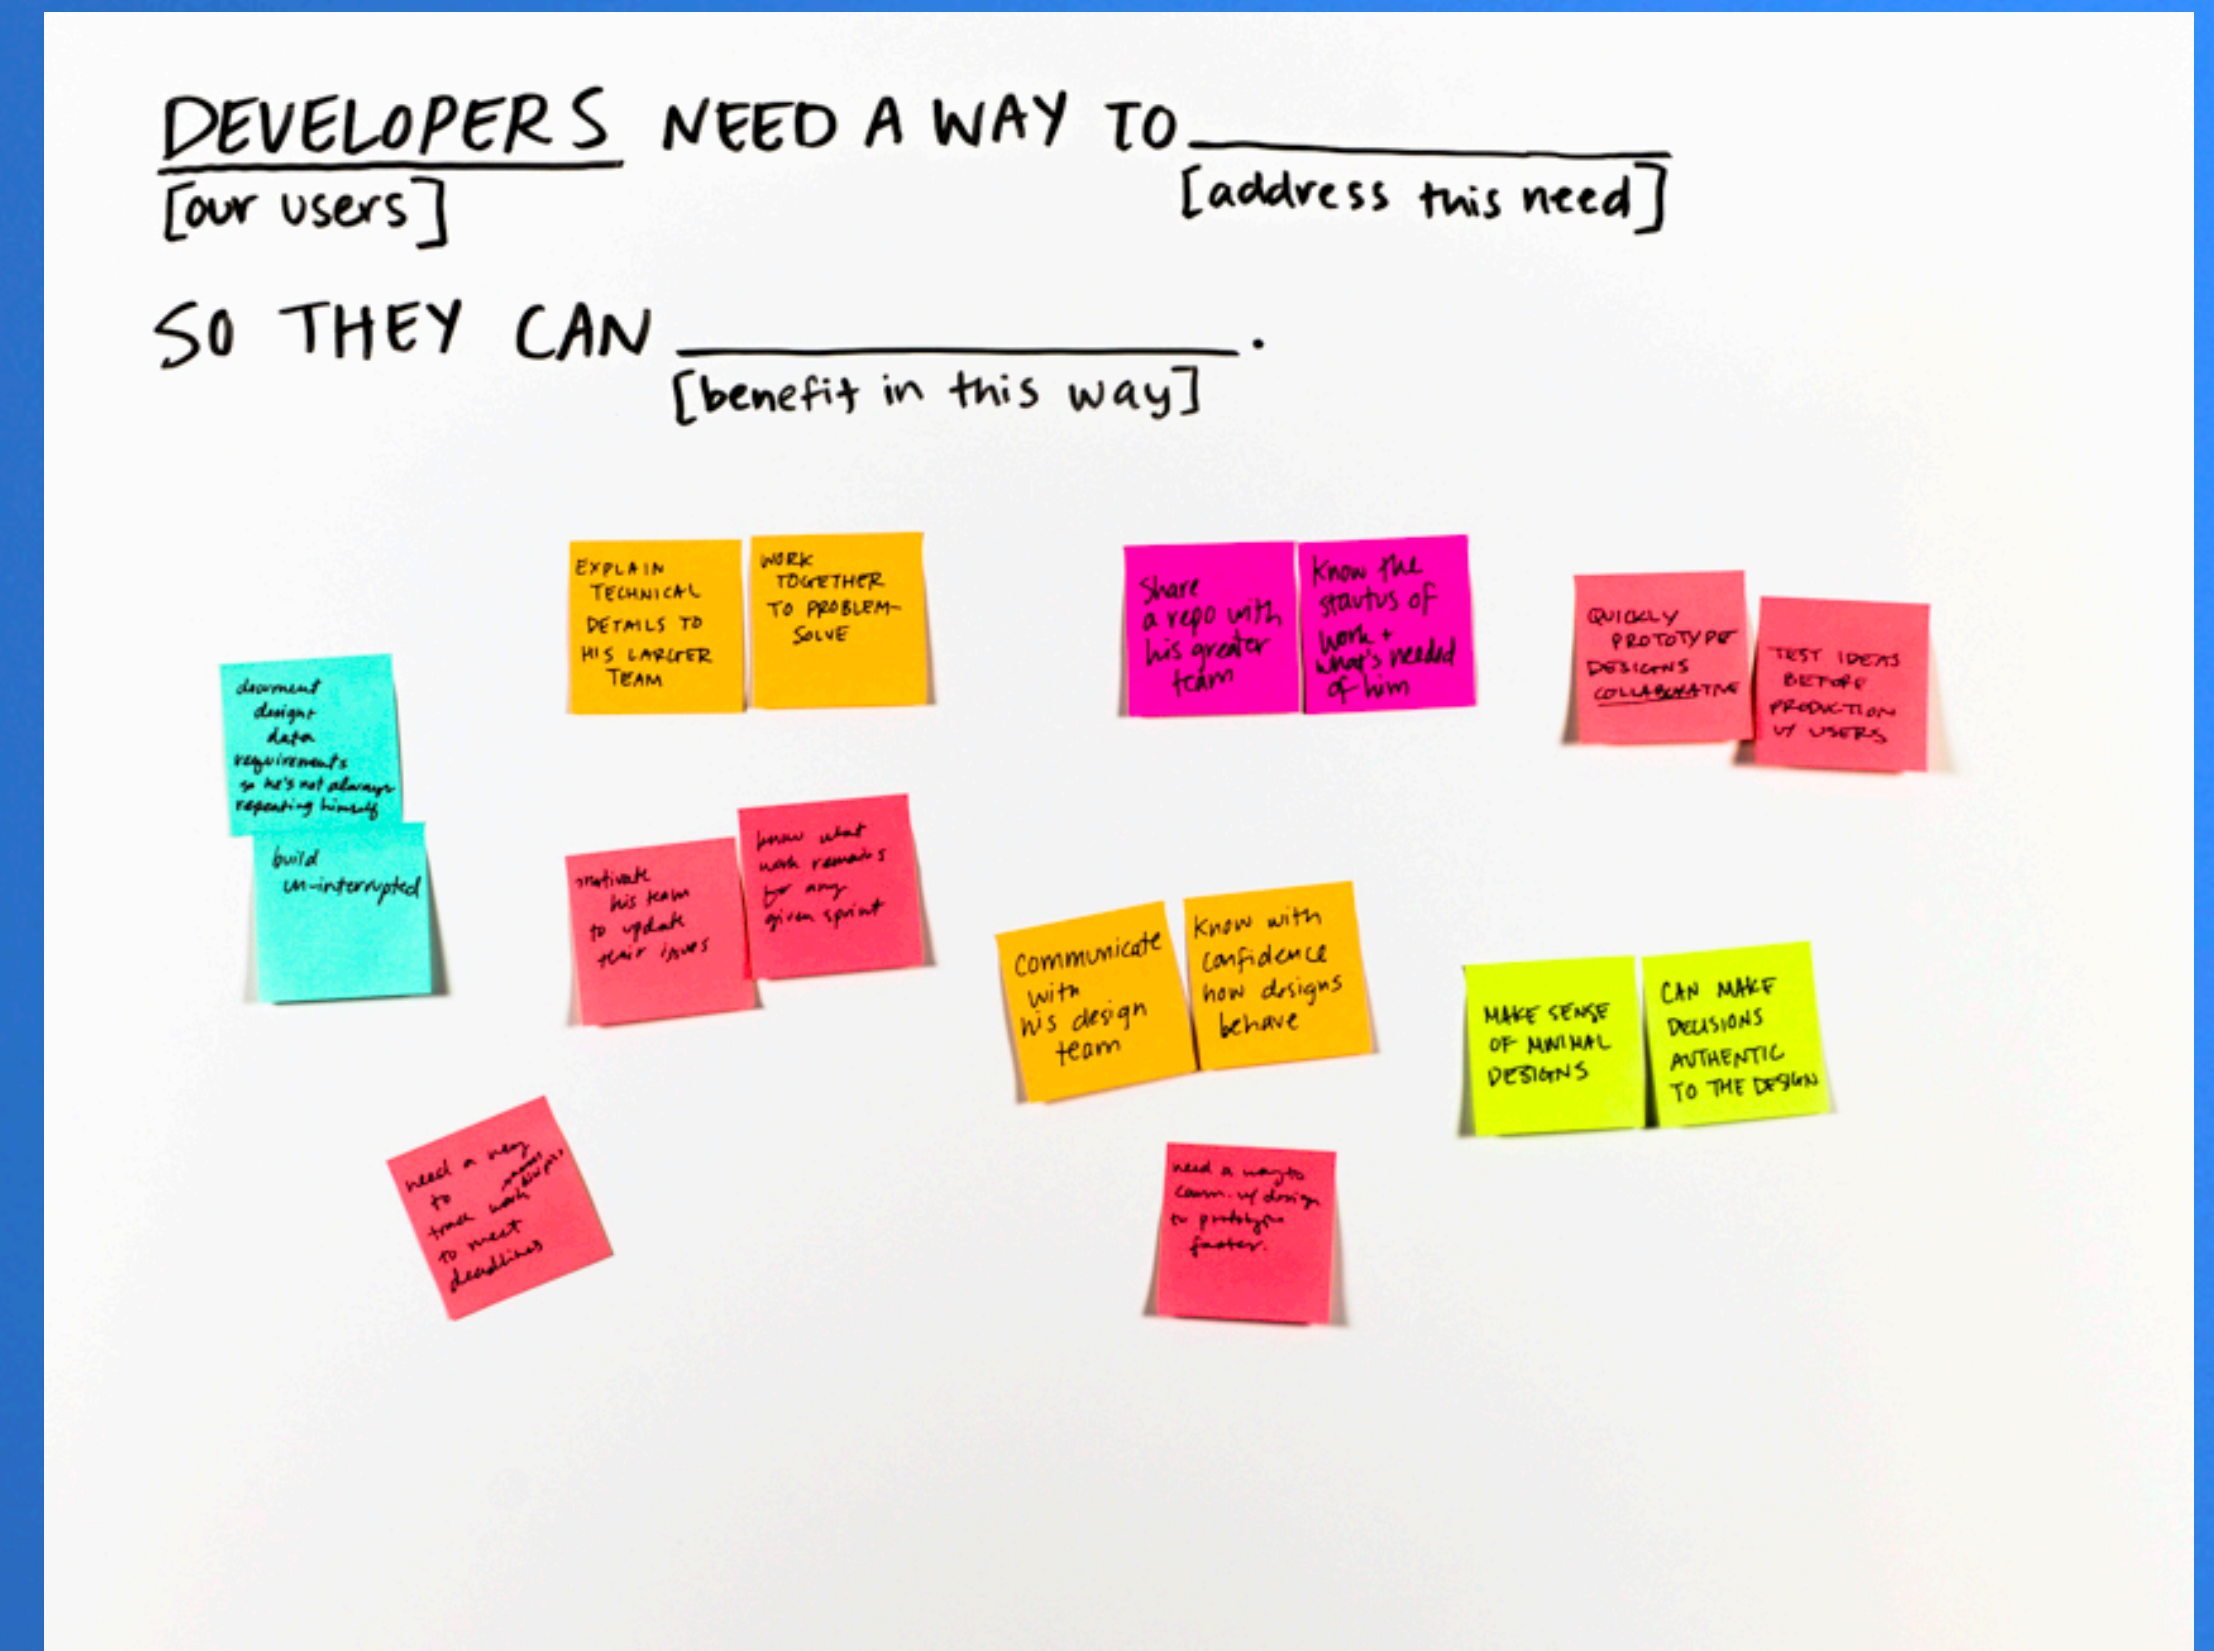 DEVELOPERS NEED A WAY TO
[our users]
[address this need]
SO THEY CAN .
[benefit in this way]
EXPLAIN
TECHNICAL
DETAILS TO
HIS LARGER
TEAM
WORK
TOGETHER
TO PROBLEM-
SOLVE
Share
a repo with
his greater
team
Know the
stautus of
work +
what's needed
of him
QUICKLY
PROTOTYPE
DESIGNS
COLLABORATIVE
TEST IDEAS
BEFORE
PRODUCTION
W/ USERS
document
design +
data
requirements
so he's not always
repeating himself
build
un-interrupted
motivate
his team
to update
their issues
know what
work remains
for any
given sprint
Communicate
with
his design
team
Know with
confidence
how designs
behave
MAKE SENSE
OF MINIMAL
DESIGNS
CAN MAKE
DECISIONS
AUTHENTIC
TO THE DESIGN
need a way
to
track work
to meet
deadlines
need a way to
comm. w/ design
to prototype
faster.